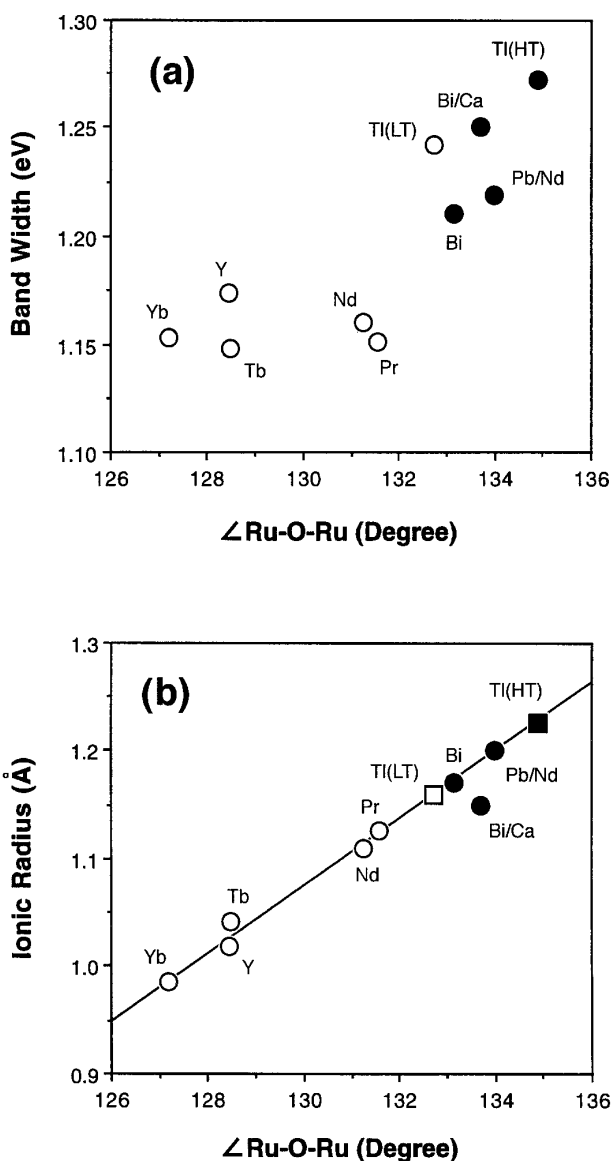 1.30
(a)
Tl(HT)
Bi/Ca
1.25
Tl(LT)
Pb/Nd
Band Width (eV)
1.20
Bi
Y
Yb
Nd
1.15
Tb
Pr
1.10
126 128 130 132 134 136
∠Ru-O-Ru (Degree)
1.3
(b)
Tl(HT)
1.2
Bi
Tl(LT)
Pb/Nd
Pr
Bi/Ca
Ionic Radius (Å)
1.1
Nd
Tb
Yb
1.0
Y
0.9
126 128 130 132 134 136
∠Ru-O-Ru (Degree)